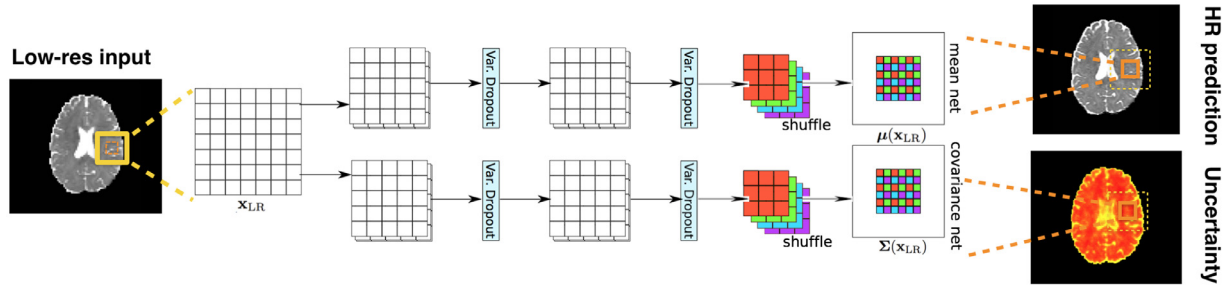 Low-res input
x_LR
Var. Dropout
Var. Dropout
shuffle
μ(x_LR)
mean net
HR prediction
Var. Dropout
Var. Dropout
shuffle
Σ(x_LR)
covariance net
Uncertainty